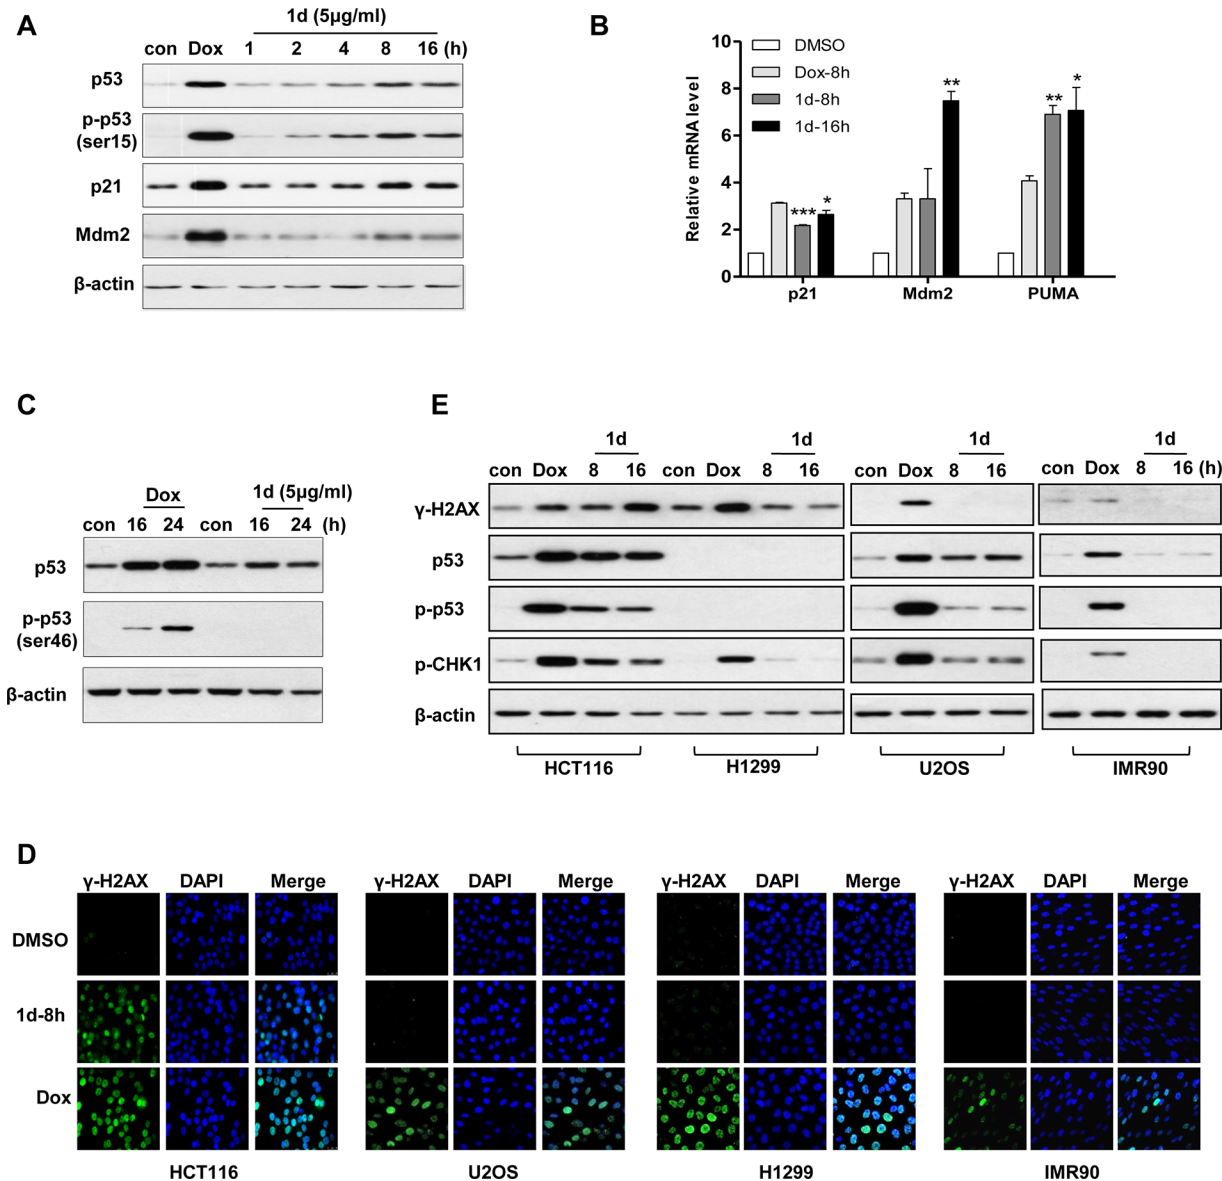 A
1d (5μg/ml)
con Dox 1 2 4 8 16 (h)
p53
p-p53
(ser15)
p21
Mdm2
β-actin
B
Relative mRNA level
10
8
6
4
2
0
DMSO
Dox-8h
1d-8h
1d-16h
*** *
**
** *
p21 Mdm2 PUMA
C
Dox 1d (5μg/ml)
con 16 24 con 16 24 (h)
p53
p-p53
(ser46)
β-actin
E
1d 1d 1d 1d
con Dox 8 16 con Dox 8 16 con Dox 8 16 con Dox 8 16 (h)
γ-H2AX
p53
p-p53
p-CHK1
β-actin
HCT116 H1299 U2OS IMR90
D
γ-H2AX DAPI Merge γ-H2AX DAPI Merge γ-H2AX DAPI Merge γ-H2AX DAPI Merge
DMSO
1d-8h
Dox
HCT116 U2OS H1299 IMR90